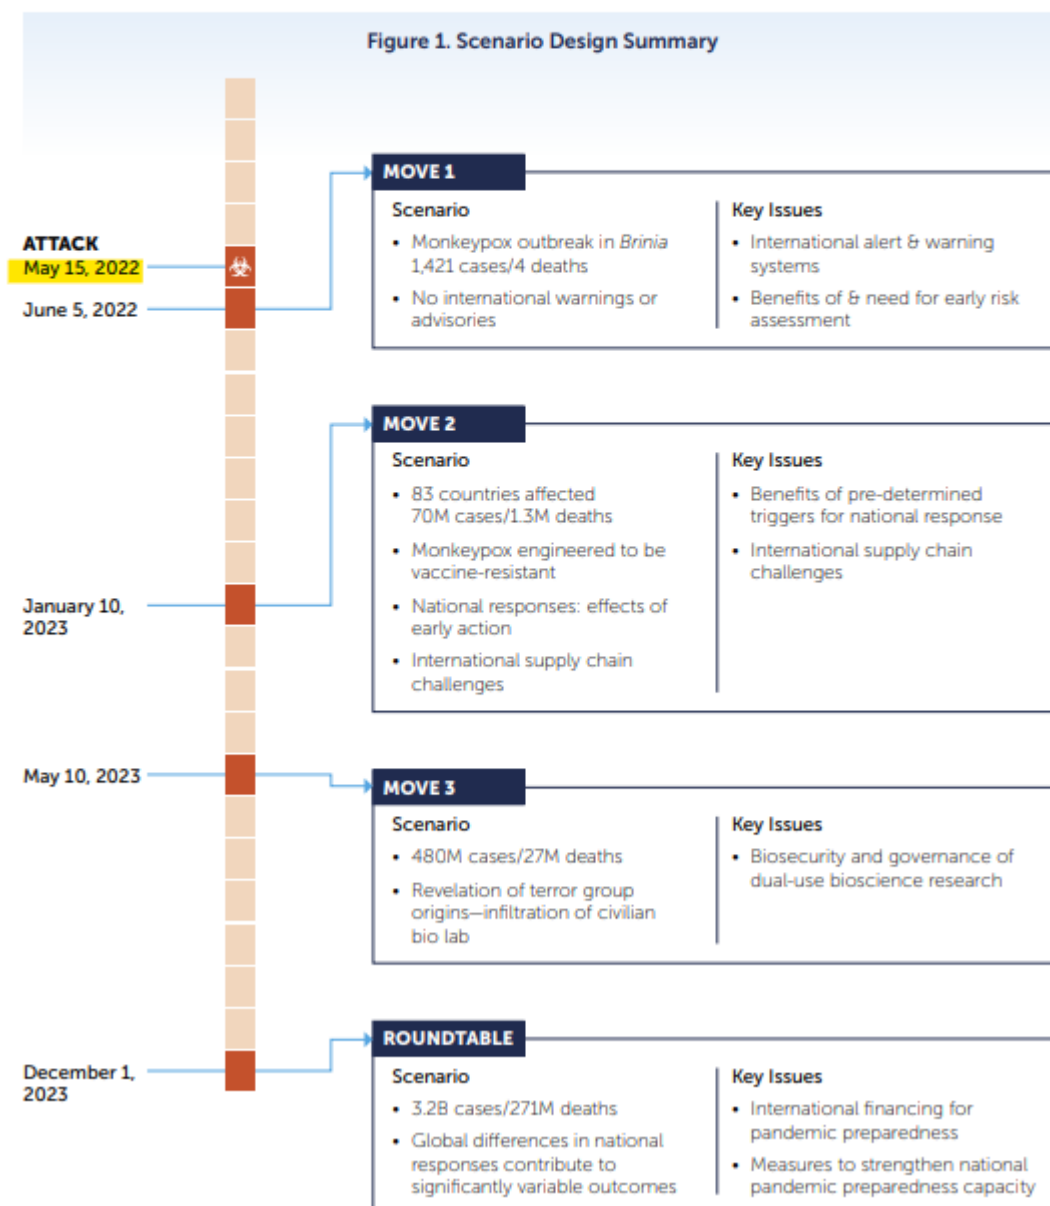 Figure 1. Scenario Design Summary
ATTACK
May 15, 2022
June 5, 2022
MOVE 1
Scenario
• Monkeypox outbreak in Brinia
1,421 cases/4 deaths
• No international warnings or
advisories
Key Issues
• International alert & warning
systems
• Benefits of & need for early risk
assessment
January 10,
2023
MOVE 2
Scenario
• 83 countries affected
70M cases/1.3M deaths
• Monkeypox engineered to be
vaccine-resistant
• National responses: effects of
early action
• International supply chain
challenges
Key Issues
• Benefits of pre-determined
triggers for national response
• International supply chain
challenges
May 10, 2023
MOVE 3
Scenario
• 480M cases/27M deaths
• Revelation of terror group
origins—infiltration of civilian
bio lab
Key Issues
• Biosecurity and governance of
dual-use bioscience research
December 1,
2023
ROUNDTABLE
Scenario
• 3.2B cases/271M deaths
• Global differences in national
responses contribute to
significantly variable outcomes
Key Issues
• International financing for
pandemic preparedness
• Measures to strengthen national
pandemic preparedness capacity